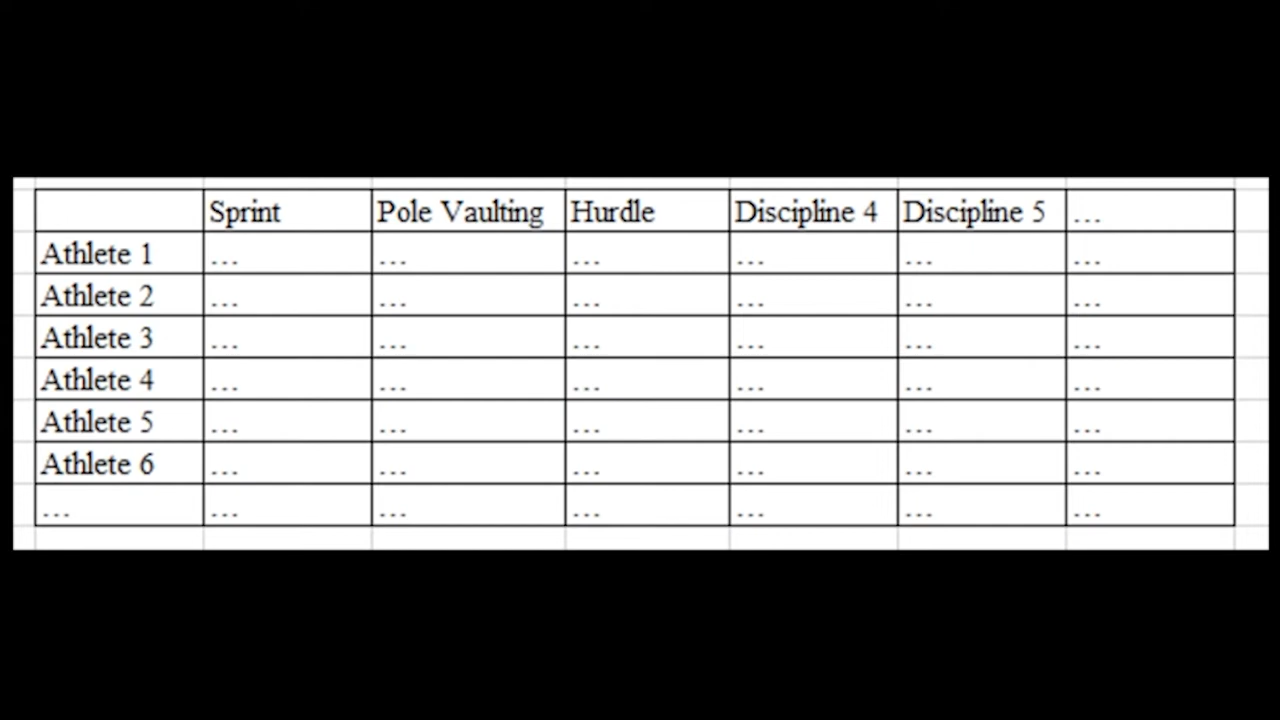 Sprint Pole Vaulting Hurdle Discipline 4 Discipline 5 ...
Athlete 1 ... ... ... ... ... ...
Athlete 2 ... ... ... ... ... ...
Athlete 3 ... ... ... ... ... ...
Athlete 4 ... ... ... ... ... ...
Athlete 5 ... ... ... ... ... ...
Athlete 6 ... ... ... ... ... ...
... ... ... ... ... ... ...